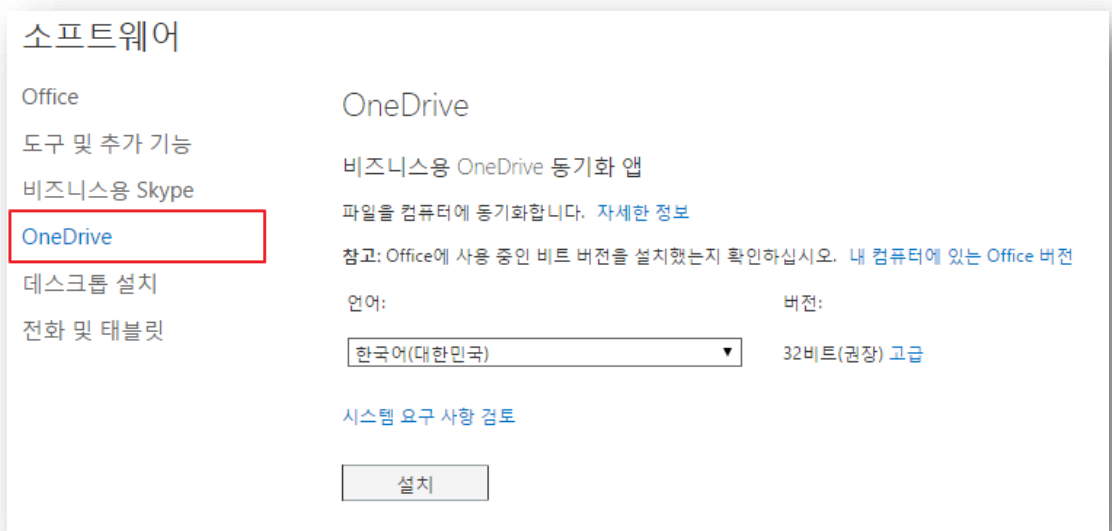 소프트웨어
Office
도구 및 추가 기능
비즈니스용 Skype
OneDrive
데스크톱 설치
전화 및 태블릿
OneDrive
비즈니스용 OneDrive 동기화 앱
파일을 컴퓨터에 동기화합니다. 자세한 정보
참고: Office에 사용 중인 비트 버전을 설치했는지 확인하십시오. 내 컴퓨터에 있는 Office 버전
언어: 버전:
한국어(대한민국) 32비트(권장) 고급
시스템 요구 사항 검토
설치